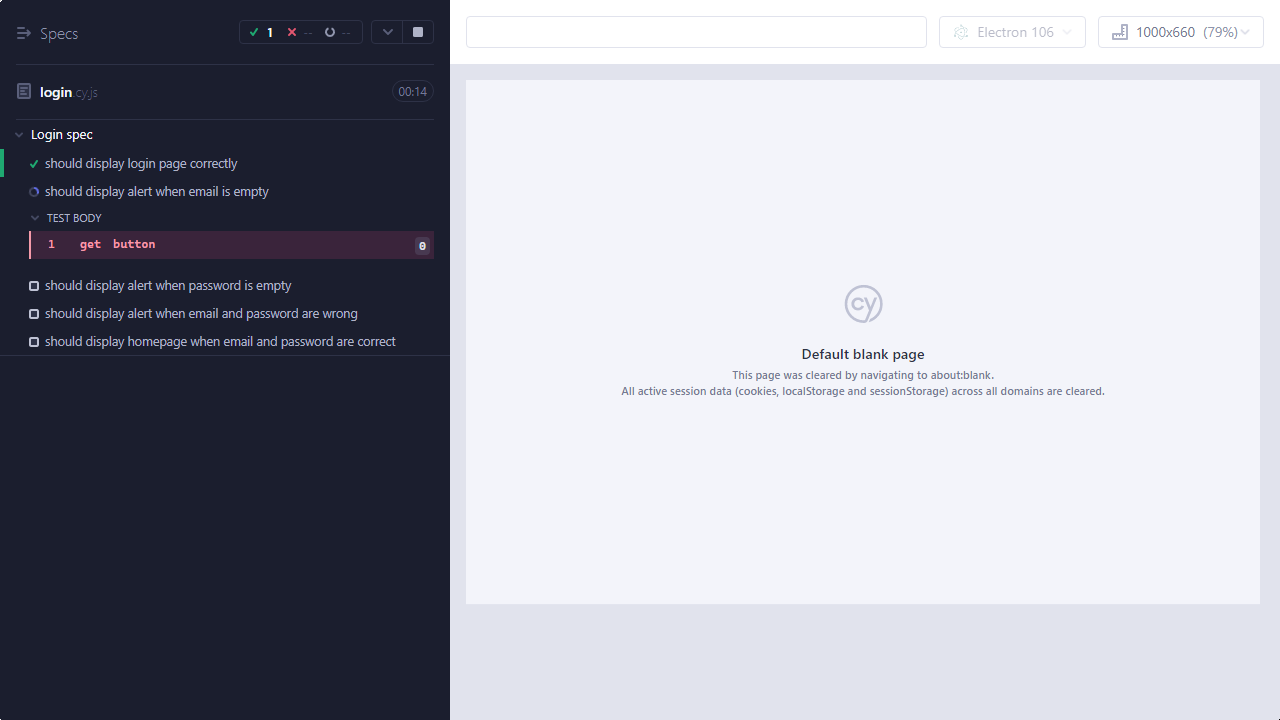 Specs
1 -- --
login.cy.js
00:14
Login spec
should display login page correctly
should display alert when email is empty
TEST BODY
1 get button 0
should display alert when password is empty
should display alert when email and password are wrong
should display homepage when email and password are correct
Electron 106
1000x660 (79%)
cy
Default blank page
This page was cleared by navigating to about:blank.
All active session data (cookies, localStorage and sessionStorage) across all domains are cleared.